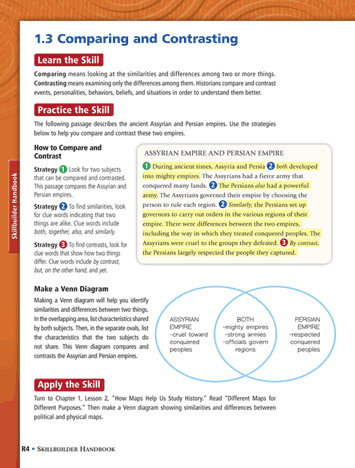 1.3 Comparing and Contrasting
Learn the Skill
Comparing means looking at the similarities and differences among two or more things.
Contrasting means examining only the differences among them. Historians compare and contrast
events, personalities, behaviors, beliefs, and situations in order to understand them better.
Practice the Skill
The following passage describes the ancient Assyrian and Persian empires. Use the strategies
below to help you compare and contrast these two empires.
How to Compare and
Contrast
Strategy 1 Look for two subjects
that can be compared and contrasted.
This passage compares the Assyrian and
Persian empires.
Strategy 2 To find similarities, look
for clue words indicating that two
things are alike. Clue words include
both, together, also, and similarly.
Strategy 3 To find contrasts, look for
clue words that show how two things
differ. Clue words include by contrast,
but, on the other hand, and yet.
ASSYRIAN EMPIRE AND PERSIAN EMPIRE
1 During ancient times, Assyria and Persia 2 both developed
into mighty empires. The Assyrians had a fierce army that
conquered many lands. 2 The Persians also had a powerful
army. The Assyrians governed their empire by choosing the
person to rule each region. 2 Similarly, the Persians set up
governors to carry out orders in the various regions of their
empire. There were differences between the two empires,
including the way in which they treated conquered peoples. The
Assyrians were cruel to the groups they defeated. 3 By contrast,
the Persians largely respected the people they captured.
Make a Venn Diagram
Making a Venn diagram will help you identify
similarities and differences between two things.
In the overlapping area, list characteristics shared
by both subjects. Then, in the separate ovals, list
the characteristics that the two subjects do
not share. This Venn diagram compares and
contrasts the Assyrian and Persian empires.
ASSYRIAN
EMPIRE
-cruel toward
conquered
peoples
BOTH
-mighty empires
-strong armies
-officials govern
regions
PERSIAN
EMPIRE
-respected
conquered
peoples
Apply the Skill
Turn to Chapter 1, Lesson 2, "How Maps Help Us Study History." Read "Different Maps for
Different Purposes." Then make a Venn diagram showing similarities and differences between
political and physical maps.
R4 • SKILLBUILDER HANDBOOK
Skillbuilder Handbook